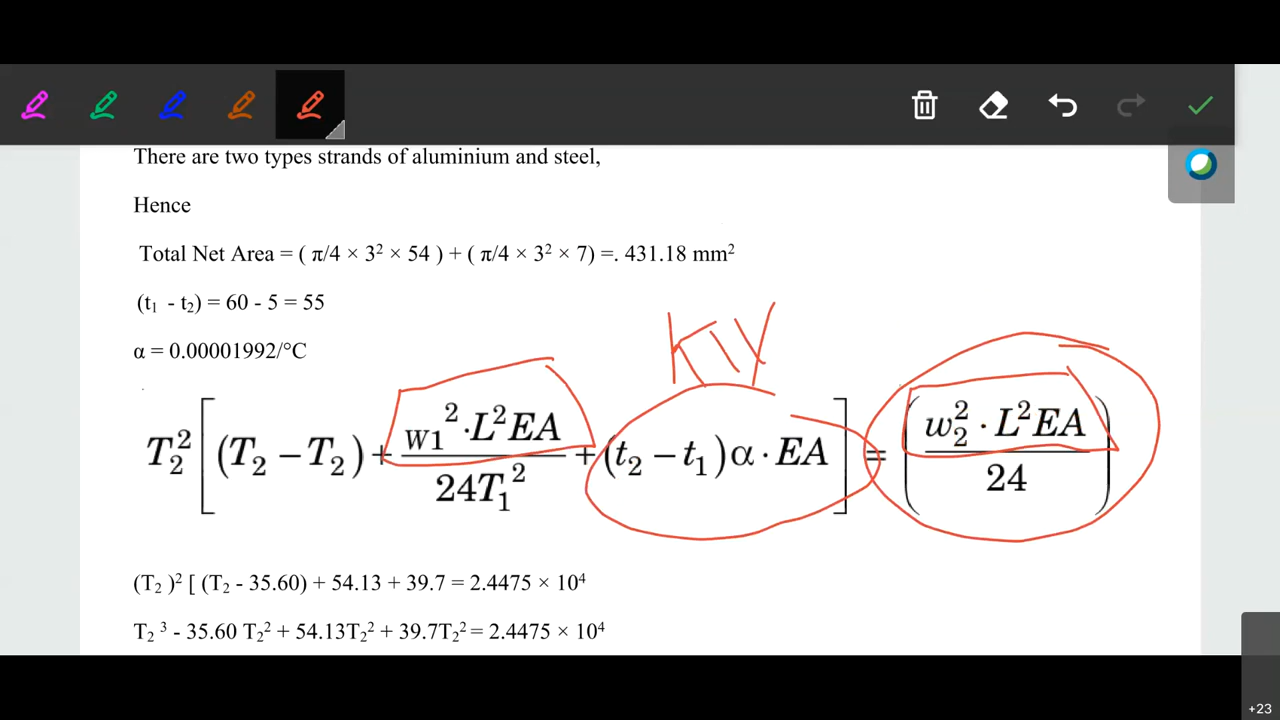 There are two types strands of aluminium and steel,
Hence
Total Net Area = ( π/4 × 3² × 54 ) + ( π/4 × 3² × 7) =. 431.18 mm²
(t₁ - t₂) = 60 - 5 = 55
α = 0.00001992/°C
KIV
T₂² [ (T₂ − T₂) + w1² · L²EA / 24T₁² + (t₂ − t₁)α · EA ] = ( w₂² · L²EA / 24 )
(T₂ )² [ (T₂ - 35.60) + 54.13 + 39.7 = 2.4475 × 10⁴
T₂ ³ - 35.60 T₂² + 54.13T₂² + 39.7T₂² = 2.4475 × 10⁴
+23